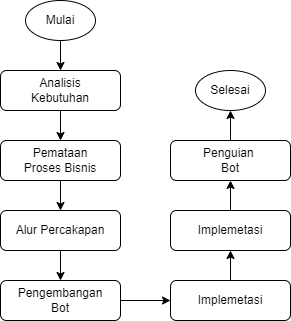 Mulai
Analisis
Kebutuhan
Pemataan
Proses Bisnis
Alur Percakapan
Pengembangan
Bot
Implemetasi
Implemetasi
Penguian
Bot
Selesai